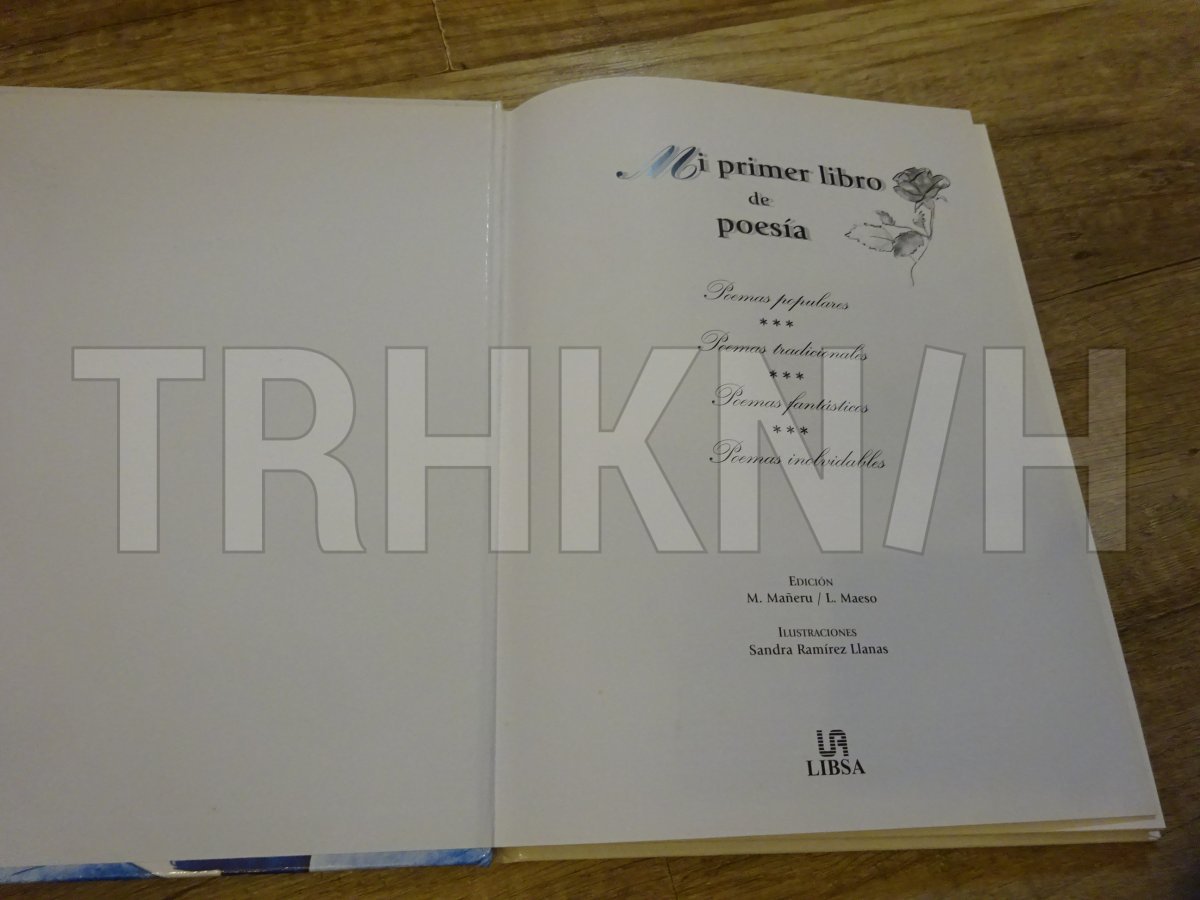 Mi primer libro
de
poesía
Poemas populares
***
Poemas tradicionales
***
Poemas fantásticos
***
Poemas inolvidables
TRHKN/H
EDICIÓN
M. Mañeru / L. Maeso
ILUSTRACIONES
Sandra Ramírez Llanas
LIBSA